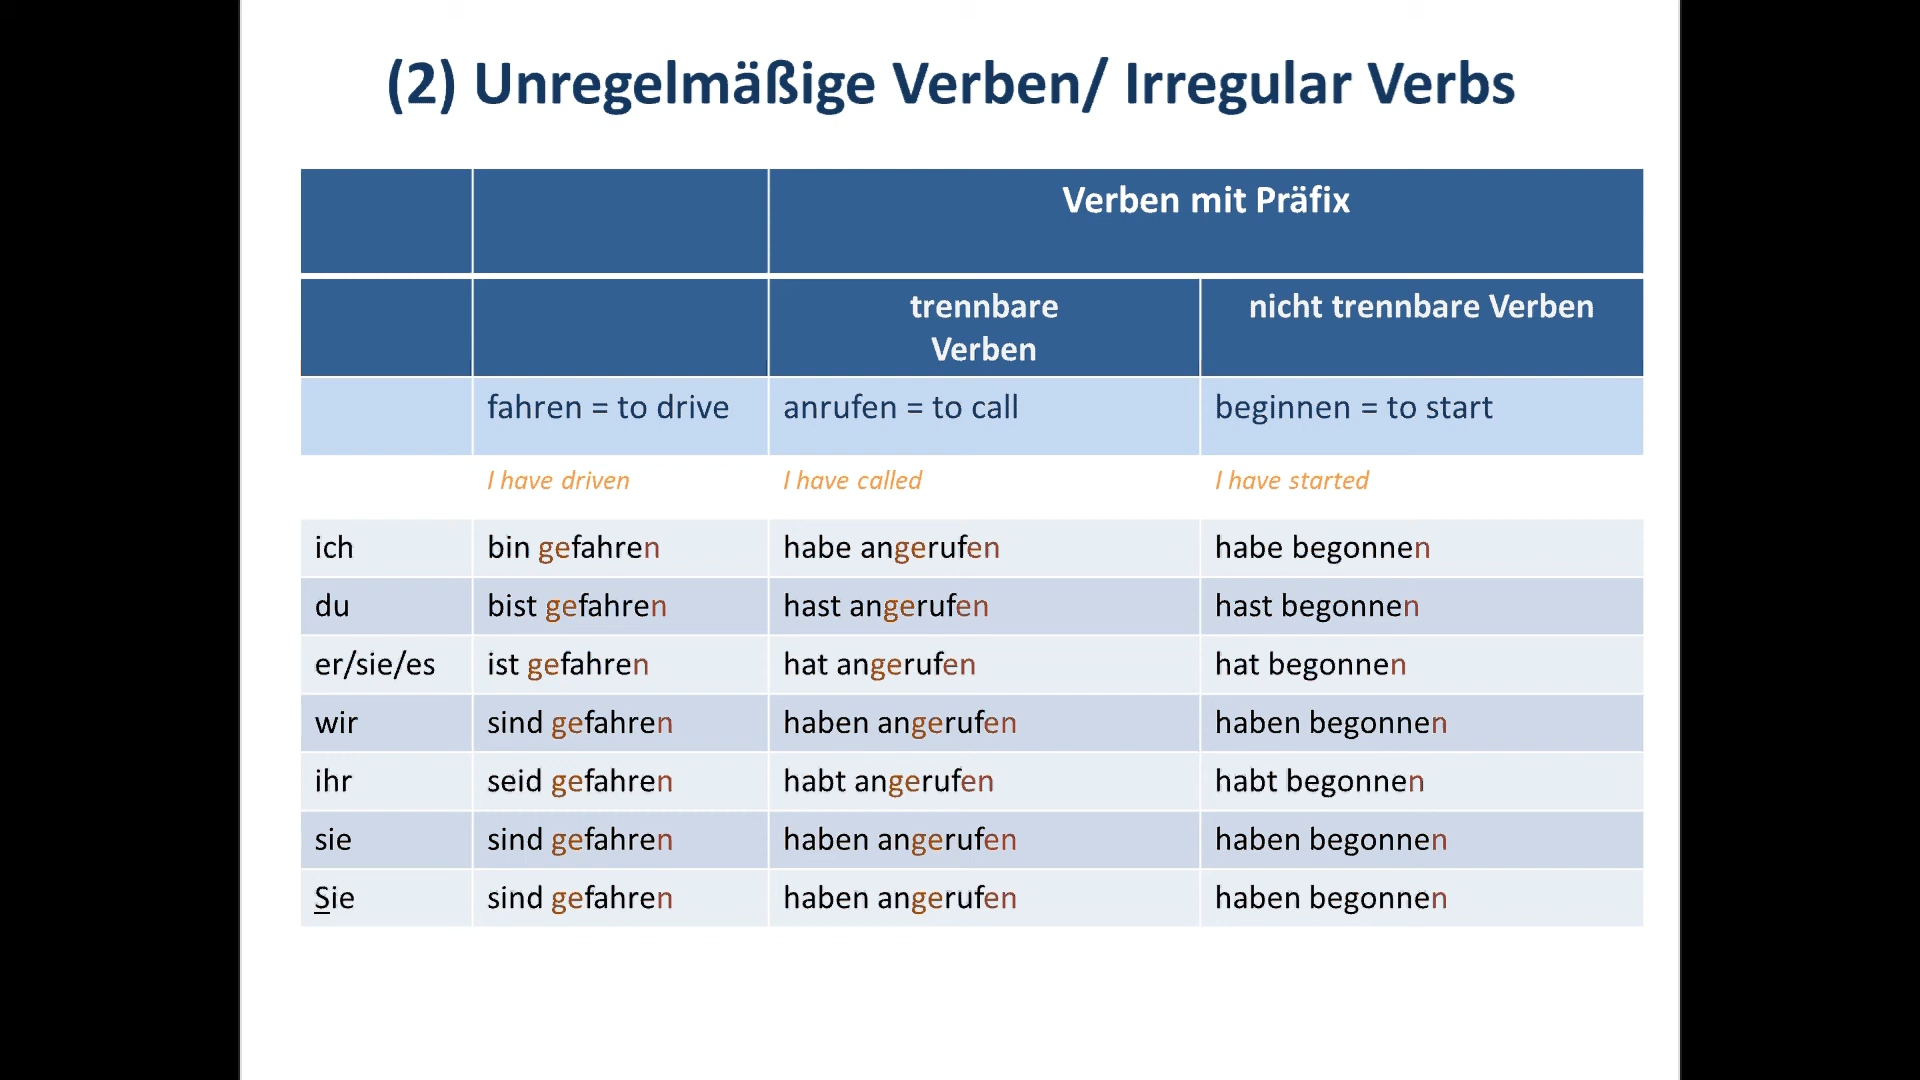 (2) Unregelmäßige Verben/ Irregular Verbs
Verben mit Präfix
trennbare
Verben
nicht trennbare Verben
fahren = to drive
anrufen = to call
beginnen = to start
I have driven
I have called
I have started
ich
bin gefahren
habe angerufen
habe begonnen
du
bist gefahren
hast angerufen
hast begonnen
er/sie/es
ist gefahren
hat angerufen
hat begonnen
wir
sind gefahren
haben angerufen
haben begonnen
ihr
seid gefahren
habt angerufen
habt begonnen
sie
sind gefahren
haben angerufen
haben begonnen
Sie
sind gefahren
haben angerufen
haben begonnen